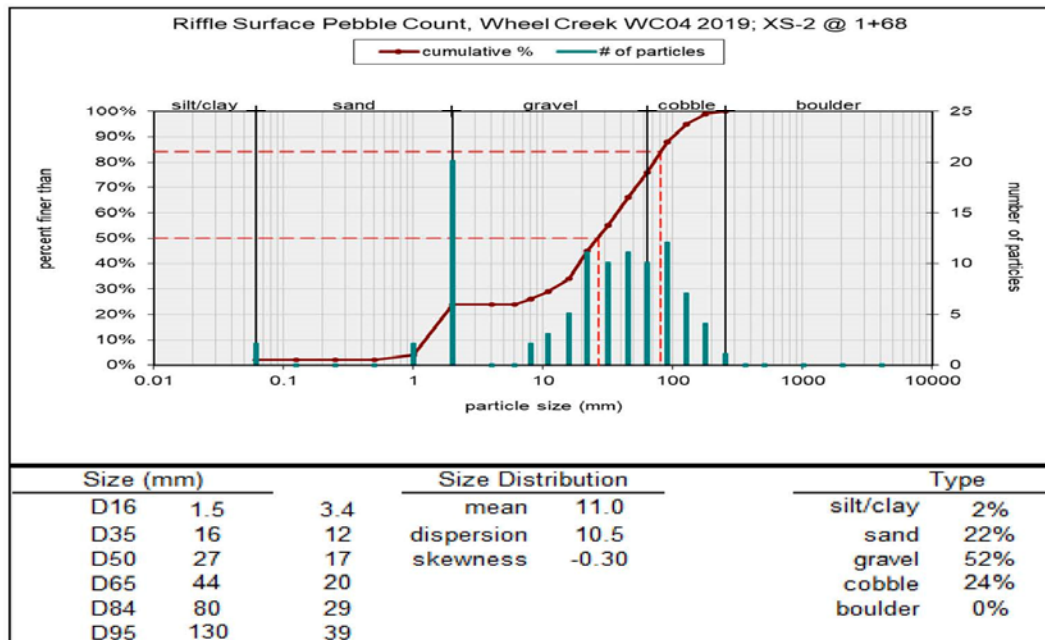 Riffle Surface Pebble Count, Wheel Creek WC04 2019; XS-2 @ 1+68
cumulative % # of particles
silt/clay sand gravel cobble boulder
100% 25
90%
80% 20
70%
60% 15
50%
40% 10
30%
20% 5
10%
0% 0
0.01 0.1 1 10 100 1000 10000
percent finer than
number of particles
particle size (mm)
Size (mm) Size Distribution Type
D16 1.5 3.4 mean 11.0 silt/clay 2%
D35 16 12 dispersion 10.5 sand 22%
D50 27 17 skewness -0.30 gravel 52%
D65 44 20 cobble 24%
D84 80 29 boulder 0%
D95 130 39